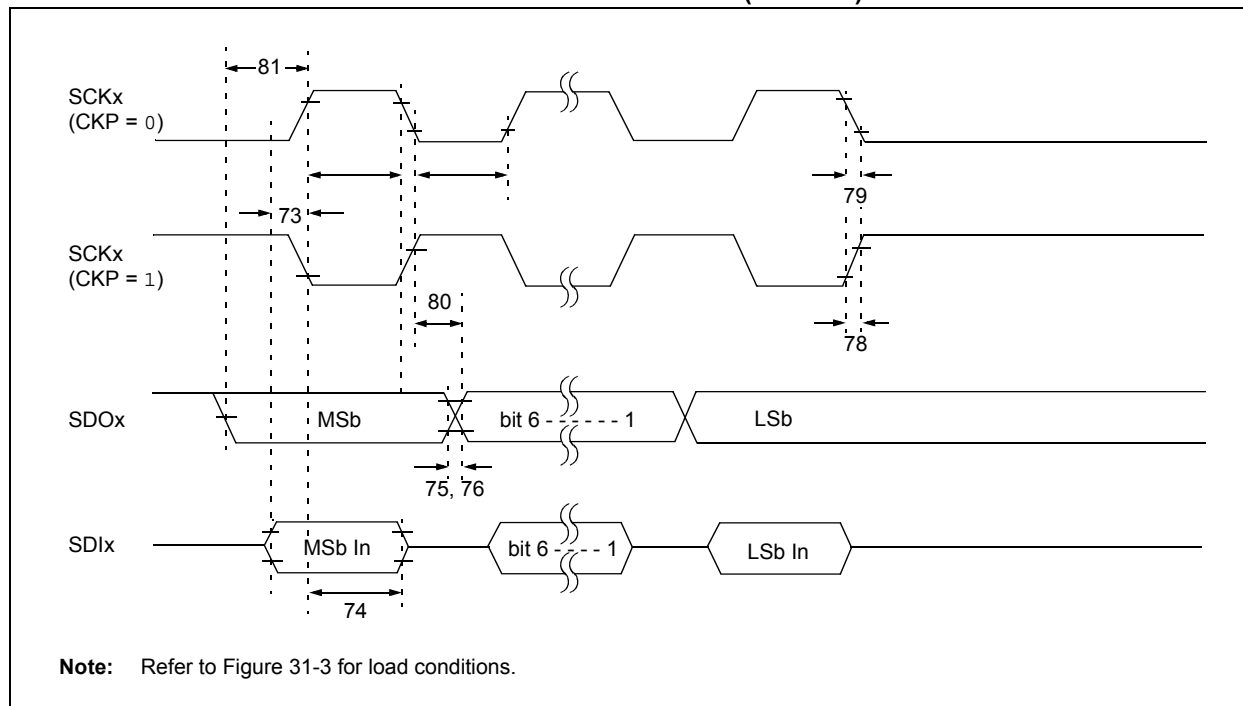 81
SCKx
(CKP = 0)
79
73
SCKx
(CKP = 1)
80
78
SDOx
MSb
bit 6 - - - - - - 1
LSb
75, 76
SDIx
MSb In
bit 6 - - - - 1
LSb In
74
Note: Refer to Figure 31-3 for load conditions.